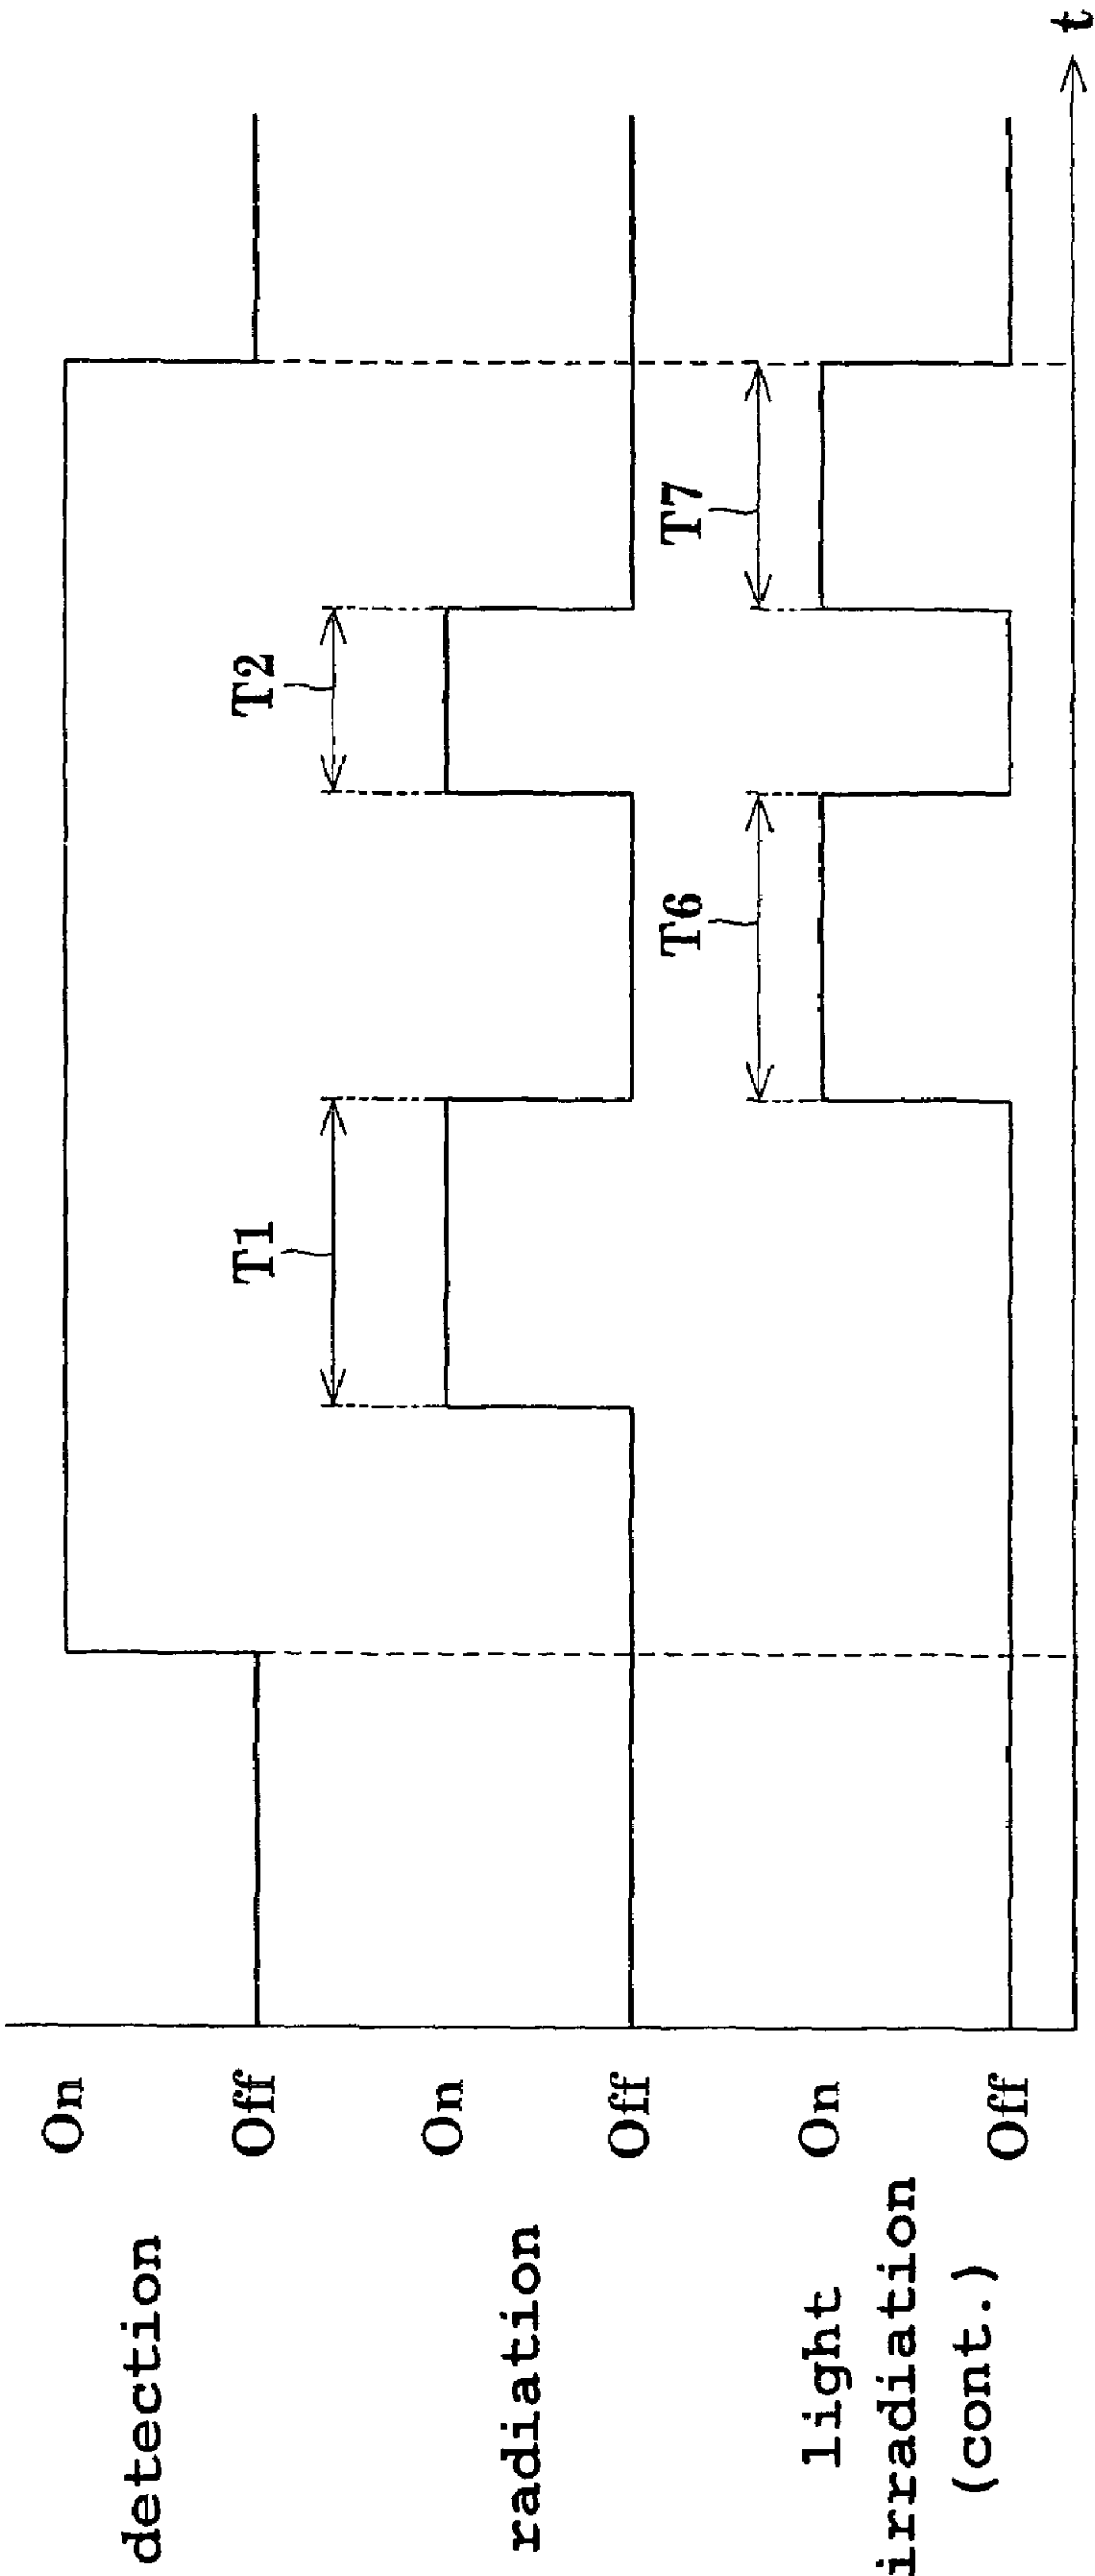 detection
On
Off
T1
T2
radiation
On
Off
T6
T7
light
irradiation
(cont.)
On
Off
t